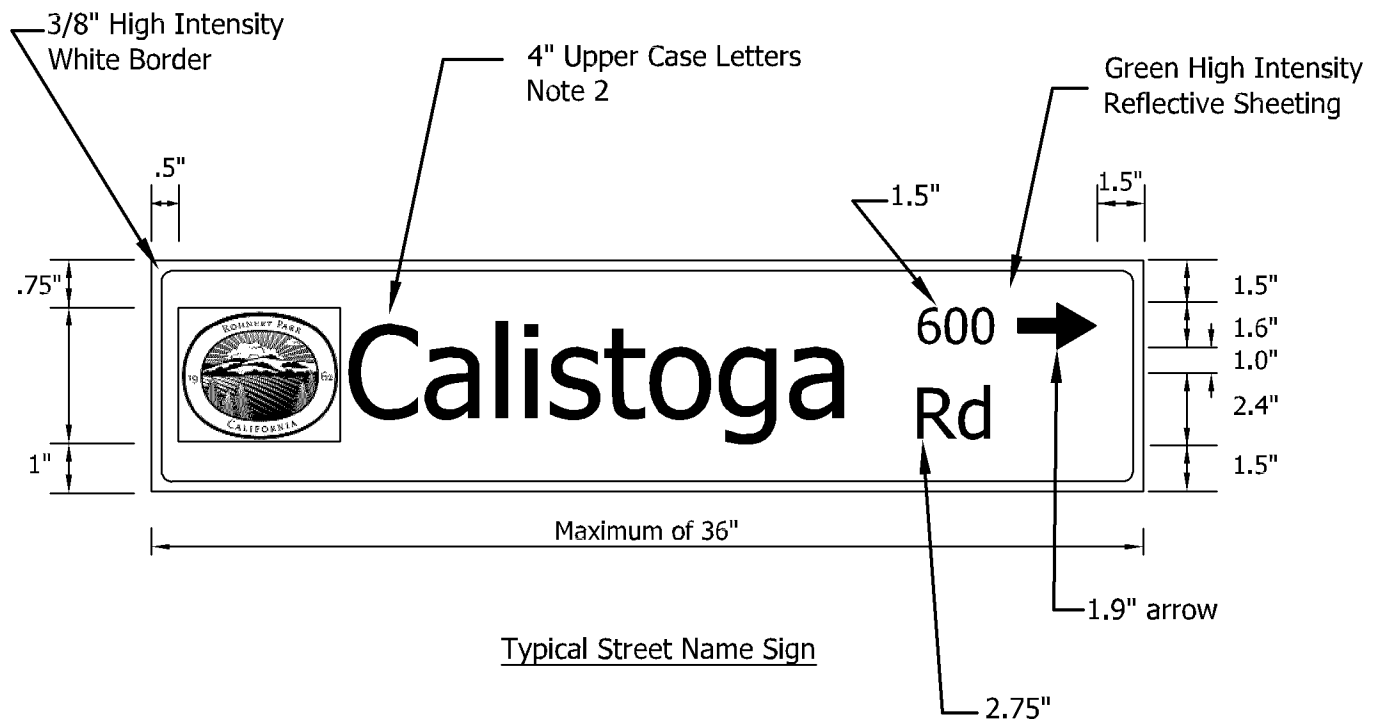 3/8" High Intensity
White Border
4" Upper Case Letters
Note 2
Green High Intensity
Reflective Sheeting
.5"
1.5"
1.5"
.75"
1"
ROHNERT PARK
19 62
CALIFORNIA
Calistoga
600
Rd
1.5"
1.6"
1.0"
2.4"
1.5"
Maximum of 36"
1.9" arrow
Typical Street Name Sign
2.75"